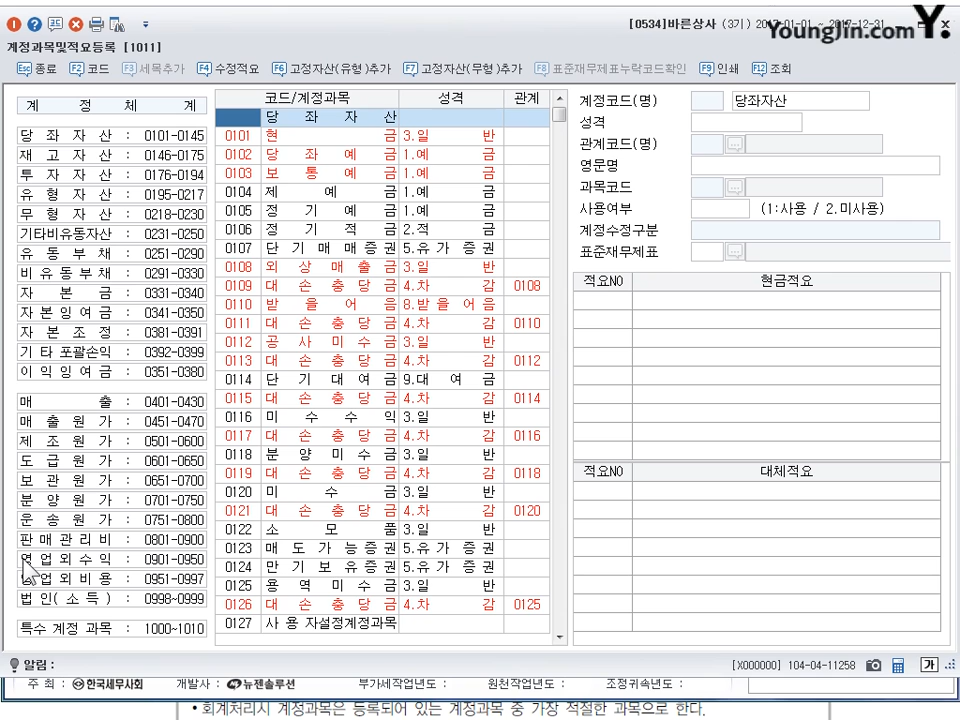 [0534]바른상사 (3기) 2017-01-01 ~ 2017-12-31
YoungJin.com Y.
계정과목및적요등록 [1011]
Esc 종료 F2 코드 F3 세목추가 F4 수정적요 F6 고정자산(유형)추가 F7 고정자산(무형)추가 F8 표준재무제표누락코드확인 F9 인쇄 F12 조회
계 정 체 계
당 좌 자 산 : 0101-0145
재 고 자 산 : 0146-0175
투 자 자 산 : 0176-0194
유 형 자 산 : 0195-0217
무 형 자 산 : 0218-0230
기타비유동자산 : 0231-0250
유 동 부 채 : 0251-0290
비 유 동 부 채 : 0291-0330
자 본 금 : 0331-0340
자 본 잉 여 금 : 0341-0350
자 본 조 정 : 0381-0391
기 타 포괄손익 : 0392-0399
이 익 잉 여 금 : 0351-0380
매 출 : 0401-0430
매 출 원 가 : 0451-0470
제 조 원 가 : 0501-0600
도 급 원 가 : 0601-0650
보 관 원 가 : 0651-0700
분 양 원 가 : 0701-0750
운 송 원 가 : 0751-0800
판 매 관 리 비 : 0801-0900
영 업 외 수 익 : 0901-0950
영 업 외 비 용 : 0951-0997
법 인( 소 득 ) : 0998-0999
특수 계정 과목 : 1000~1010
코드/계정과목 성격 관계
당 좌 자 산
0101 현 금 3.일 반
0102 당 좌 예 금 1.예 금
0103 보 통 예 금 1.예 금
0104 제 예 금 1.예 금
0105 정 기 예 금 1.예 금
0106 정 기 적 금 2.적 금
0107 단 기 매 매 증 권 5.유 가 증 권
0108 외 상 매 출 금 3.일 반
0109 대 손 충 당 금 4.차 감 0108
0110 받 을 어 음 8.받 을 어 음
0111 대 손 충 당 금 4.차 감 0110
0112 공 사 미 수 금 3.일 반
0113 대 손 충 당 금 4.차 감 0112
0114 단 기 대 여 금 9.대 여 금
0115 대 손 충 당 금 4.차 감 0114
0116 미 수 수 익 3.일 반
0117 대 손 충 당 금 4.차 감 0116
0118 분 양 미 수 금 3.일 반
0119 대 손 충 당 금 4.차 감 0118
0120 미 수 금 3.일 반
0121 대 손 충 당 금 4.차 감 0120
0122 소 모 품 3.일 반
0123 매 도 가 능 증 권 5.유 가 증 권
0124 만 기 보 유 증 권 5.유 가 증 권
0125 용 역 미 수 금 3.일 반
0126 대 손 충 당 금 4.차 감 0125
0127 사 용 자설정계정과목
계정코드(명) 당좌자산
성격
관계코드(명)
영문명
과목코드
사용여부 (1:사용 / 2.미사용)
계정수정구분
표준재무제표
적요NO 현금적요
적요NO 대체적요
알림 : [X000000] 104-04-11258 가
주 최 : 한국세무사회 개발사 : 뉴젠솔루션 부가세작업년도 : 원천작업년도 : 조정귀속년도 :
• 회계처리시 계정과목은 등록되어 있는 계정과목 중 가장 적절한 과목으로 한다.